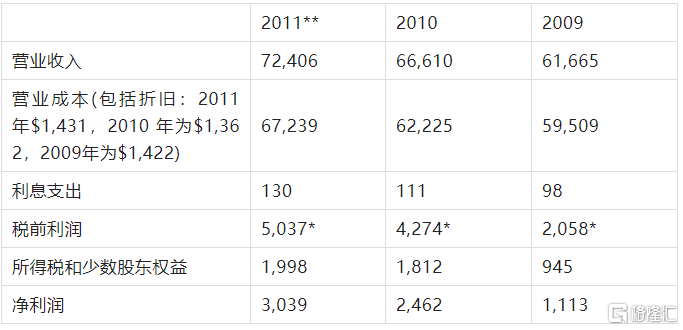 2011** 2010 2009
营业收入 72,406 66,610 61,665
营业成本(包括折旧：2011
年$1,431，2010 年为$1,36
2，2009年为$1,422) 67,239 62,225 59,509
利息支出 130 111 98
税前利润 5,037* 4,274* 2,058*
所得税和少数股东权益 1,998 1,812 945
净利润 3,039 2,462 1,113
格隆汇